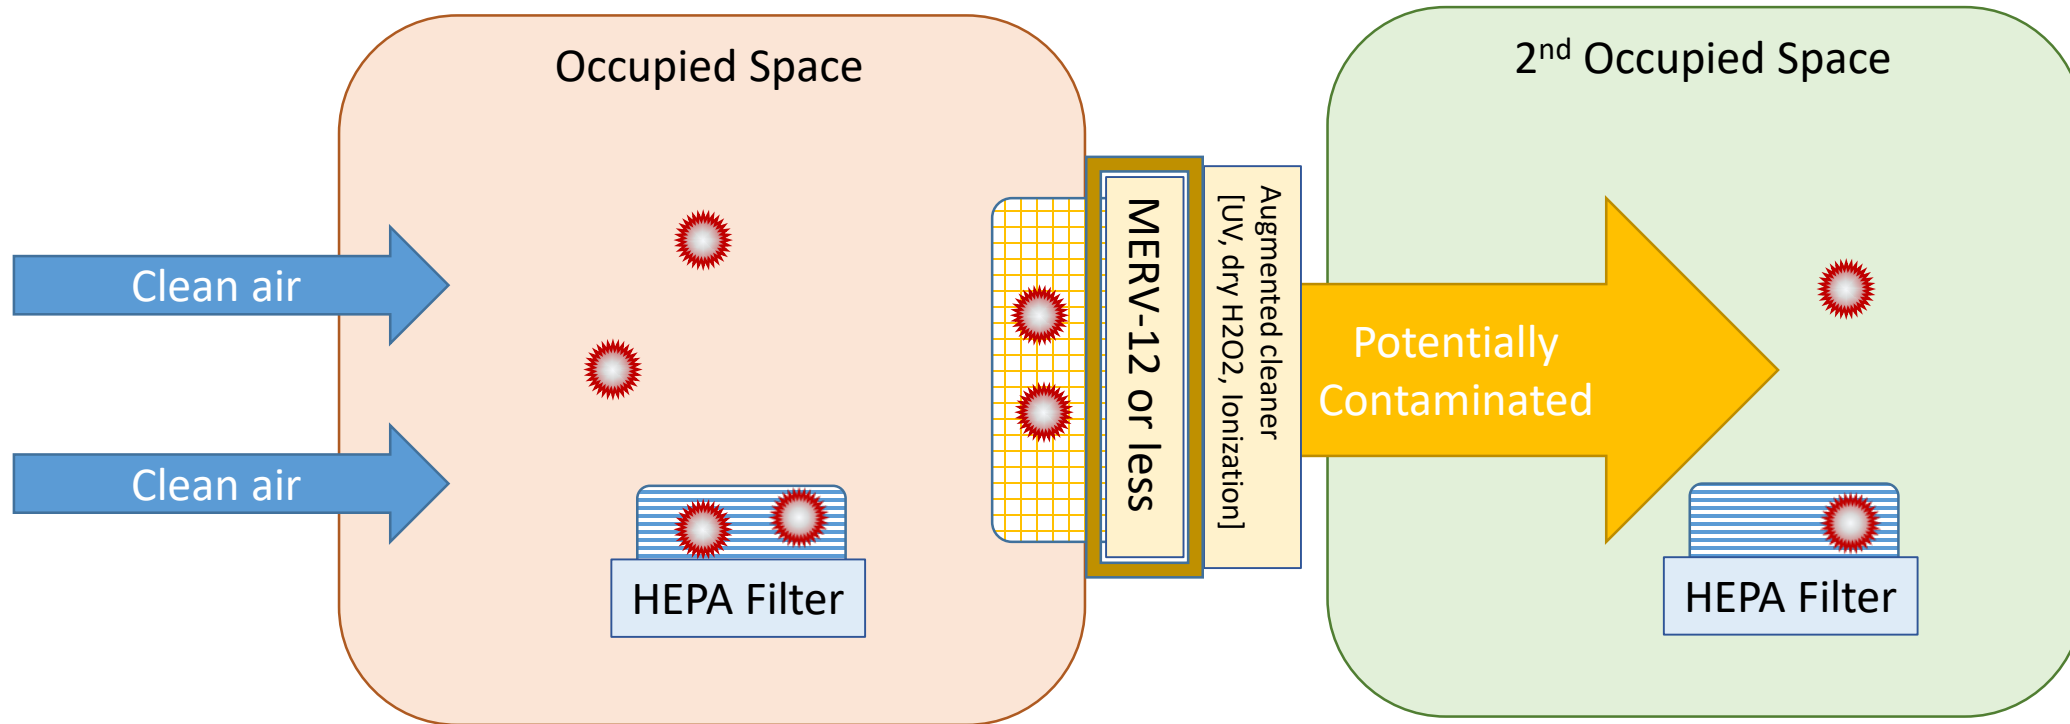 Occupied Space
2nd Occupied Space
Clean air
Clean air
MERV-12 or less
Augmented cleaner
[UV, dry H2O2, Ionization]
Potentially
Contaminated
HEPA Filter
HEPA Filter